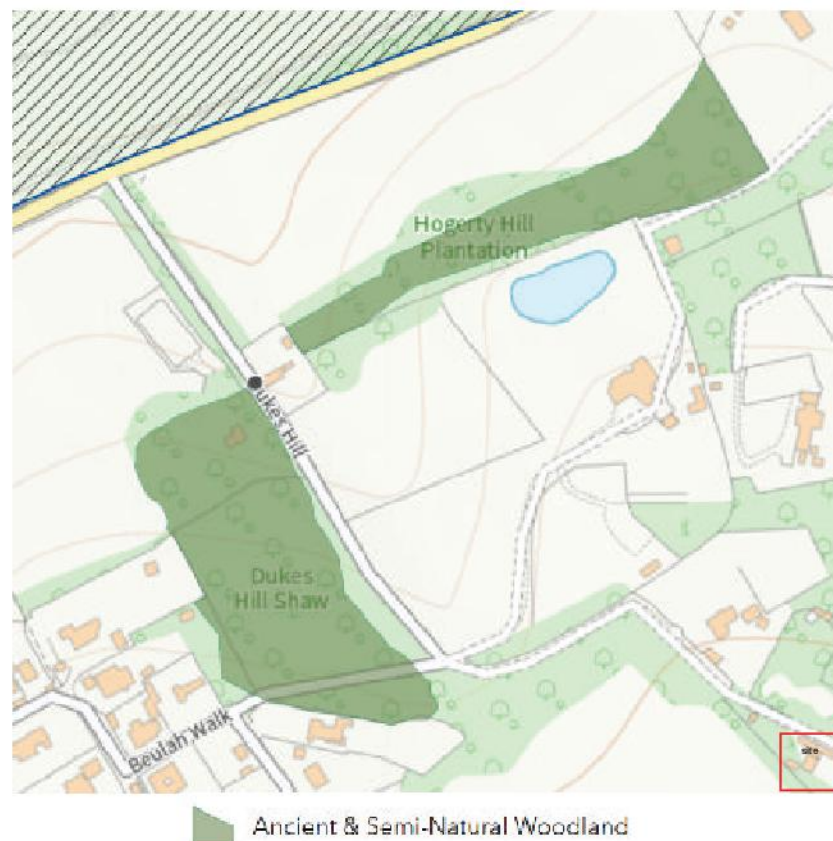 Hogerty Hill
Plantation
Dukes Hill
Dukes
Hill Shaw
Beulah Walk
site
Ancient & Semi-Natural Woodland